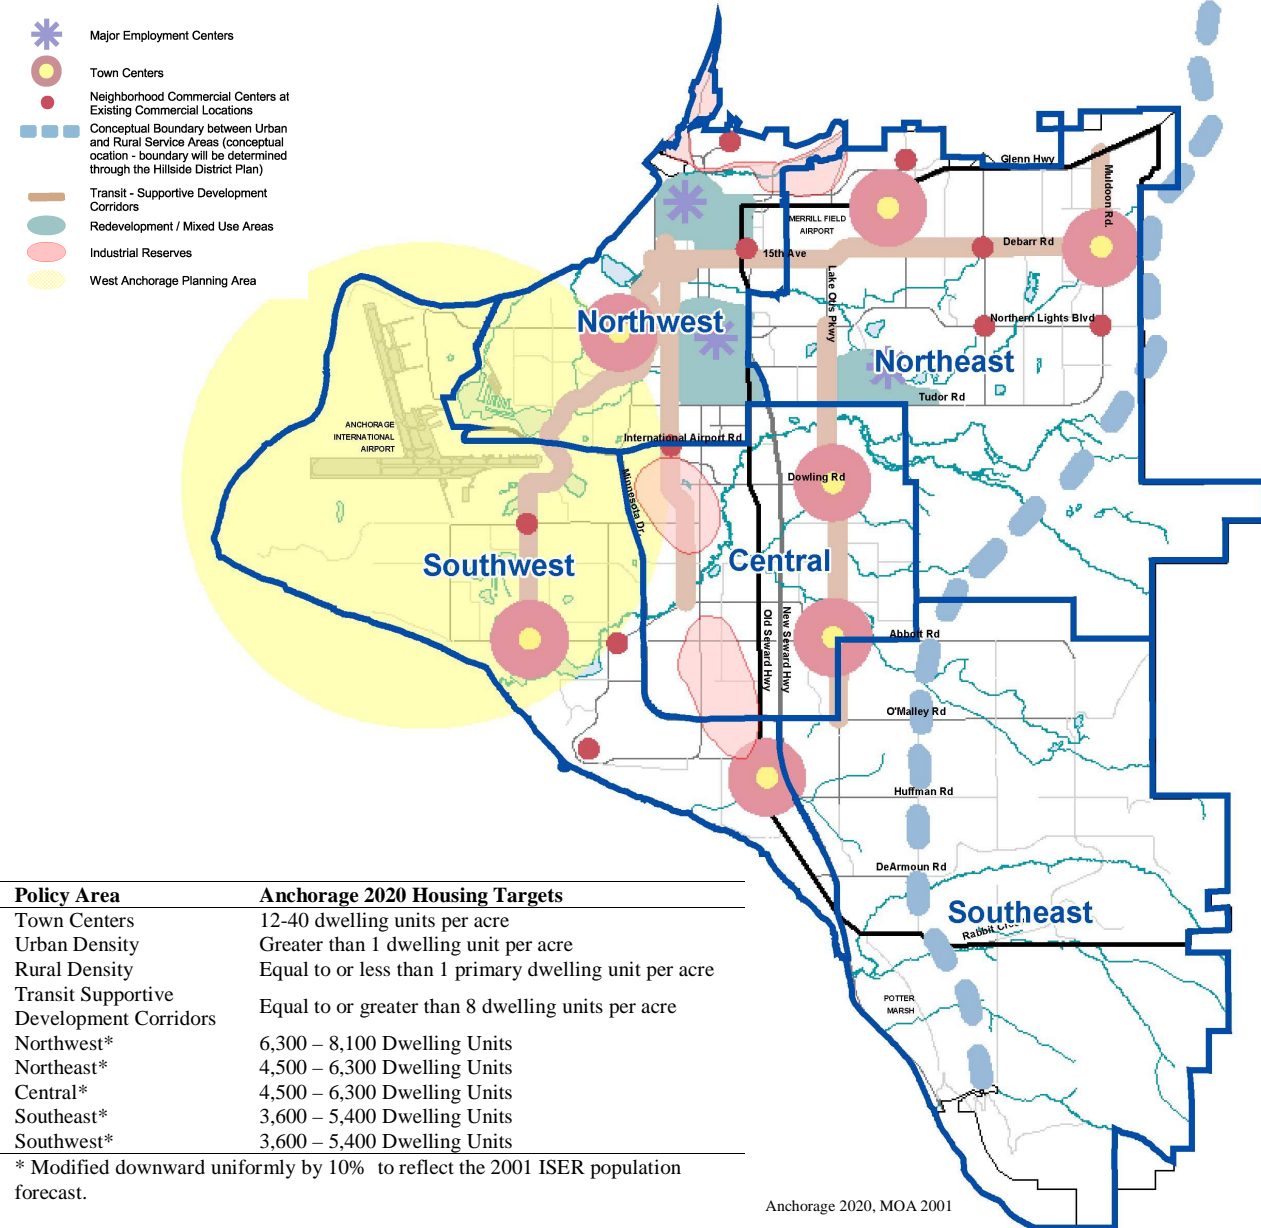 Major Employment Centers
Town Centers
Neighborhood Commercial Centers at
Existing Commercial Locations
Conceptual Boundary between Urban
and Rural Service Areas (conceptual
ocation - boundary will be determined
through the Hillside District Plan)
Transit - Supportive Development
Corridors
Redevelopment / Mixed Use Areas
Industrial Reserves
West Anchorage Planning Area
Glenn Hwy
Muldoon Rd.
MERRILL FIELD
AIRPORT
15th Ave
Debarr Rd
Lake Otis Pkwy
Northwest
Northern Lights Blvd
Northeast
Tudor Rd
ANCHORAGE
INTERNATIONAL
AIRPORT
International Airport Rd
Minnesota Dr.
Dowling Rd
Southwest
Central
Old Seward Hwy
New Seward Hwy
Abbott Rd
O'Malley Rd
Huffman Rd
DeArmoun Rd
Southeast
Rabbit
POTTER
MARSH
Policy Area Anchorage 2020 Housing Targets
Town Centers 12-40 dwelling units per acre
Urban Density Greater than 1 dwelling unit per acre
Rural Density Equal to or less than 1 primary dwelling unit per acre
Transit Supportive
Development Corridors Equal to or greater than 8 dwelling units per acre
Northwest* 6,300 – 8,100 Dwelling Units
Northeast* 4,500 – 6,300 Dwelling Units
Central* 4,500 – 6,300 Dwelling Units
Southeast* 3,600 – 5,400 Dwelling Units
Southwest* 3,600 – 5,400 Dwelling Units
* Modified downward uniformly by 10% to reflect the 2001 ISER population
forecast.
Anchorage 2020, MOA 2001